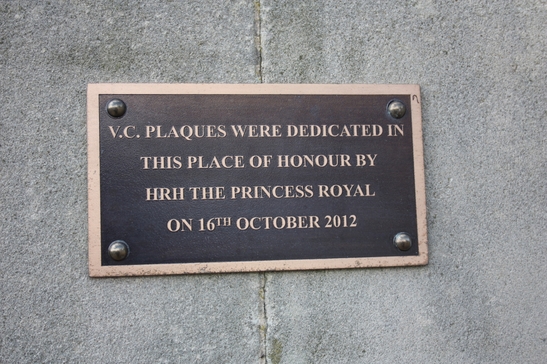 V.C. PLAQUES WERE DEDICATED IN
THIS PLACE OF HONOUR BY
HRH THE PRINCESS ROYAL
ON 16TH OCTOBER 2012